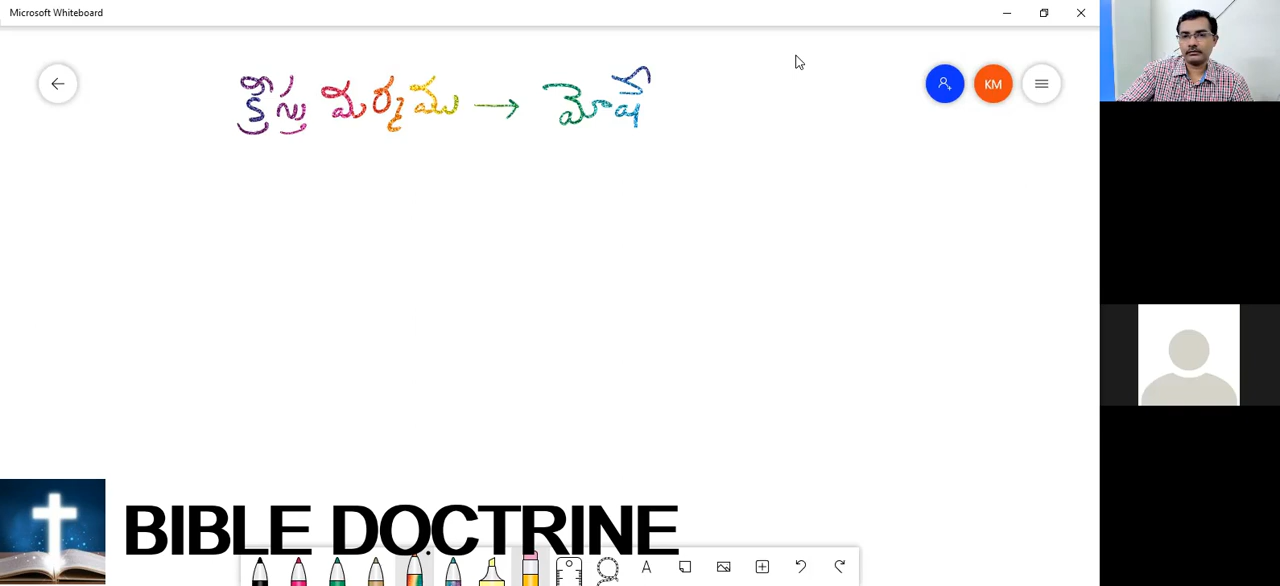 Microsoft Whiteboard
క్రీస్తు మర్మము → మోషే
KM
BIBLE DOCTRINE
A